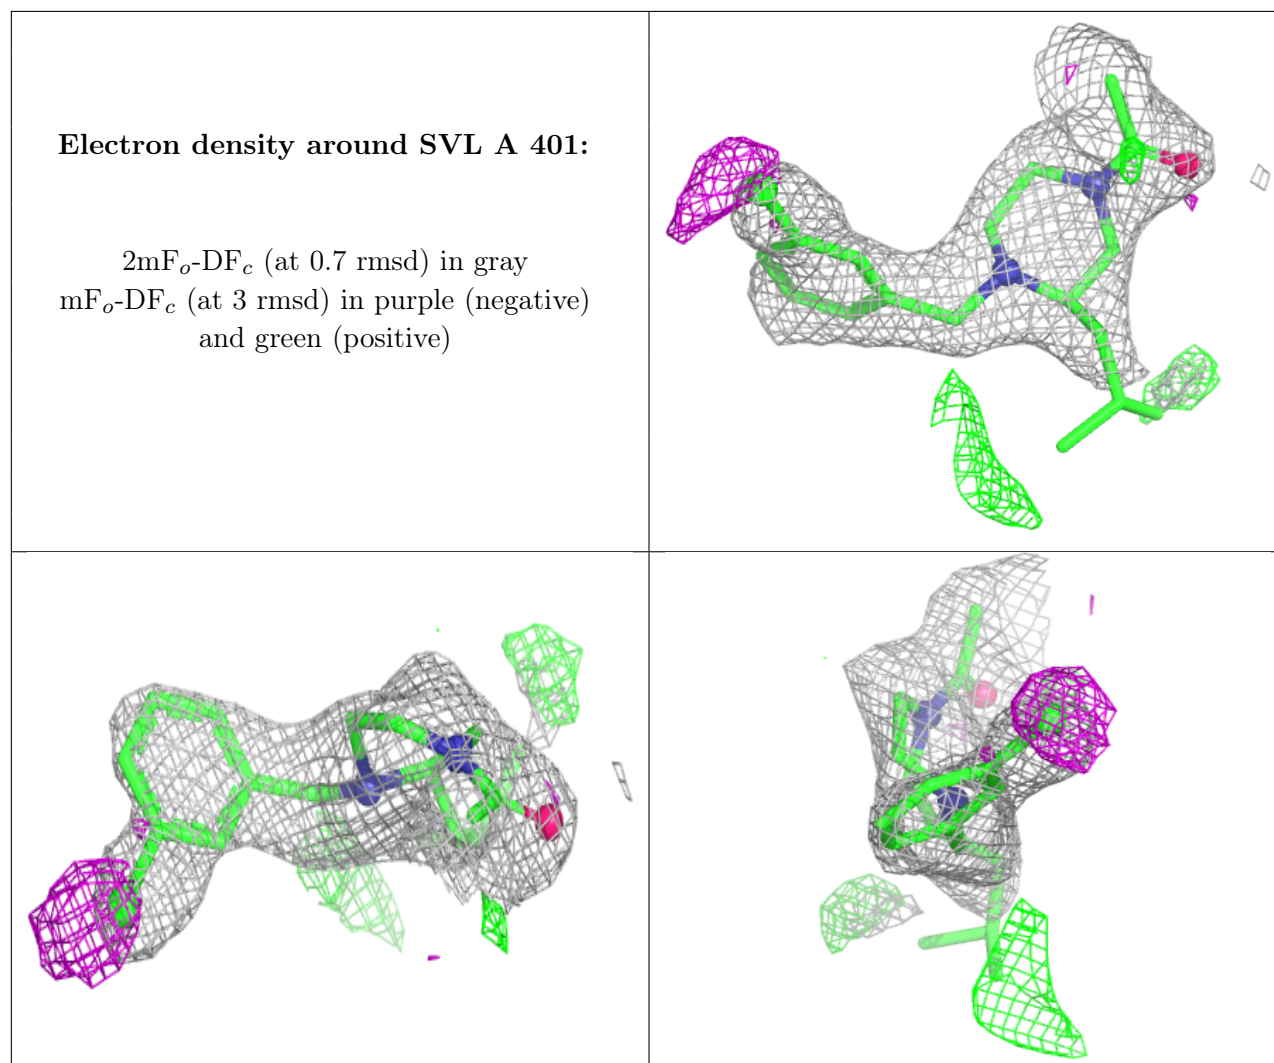 Electron density around SVL A 401:
2mFo-DFc (at 0.7 rmsd) in gray
mFo-DFc (at 3 rmsd) in purple (negative)
and green (positive)